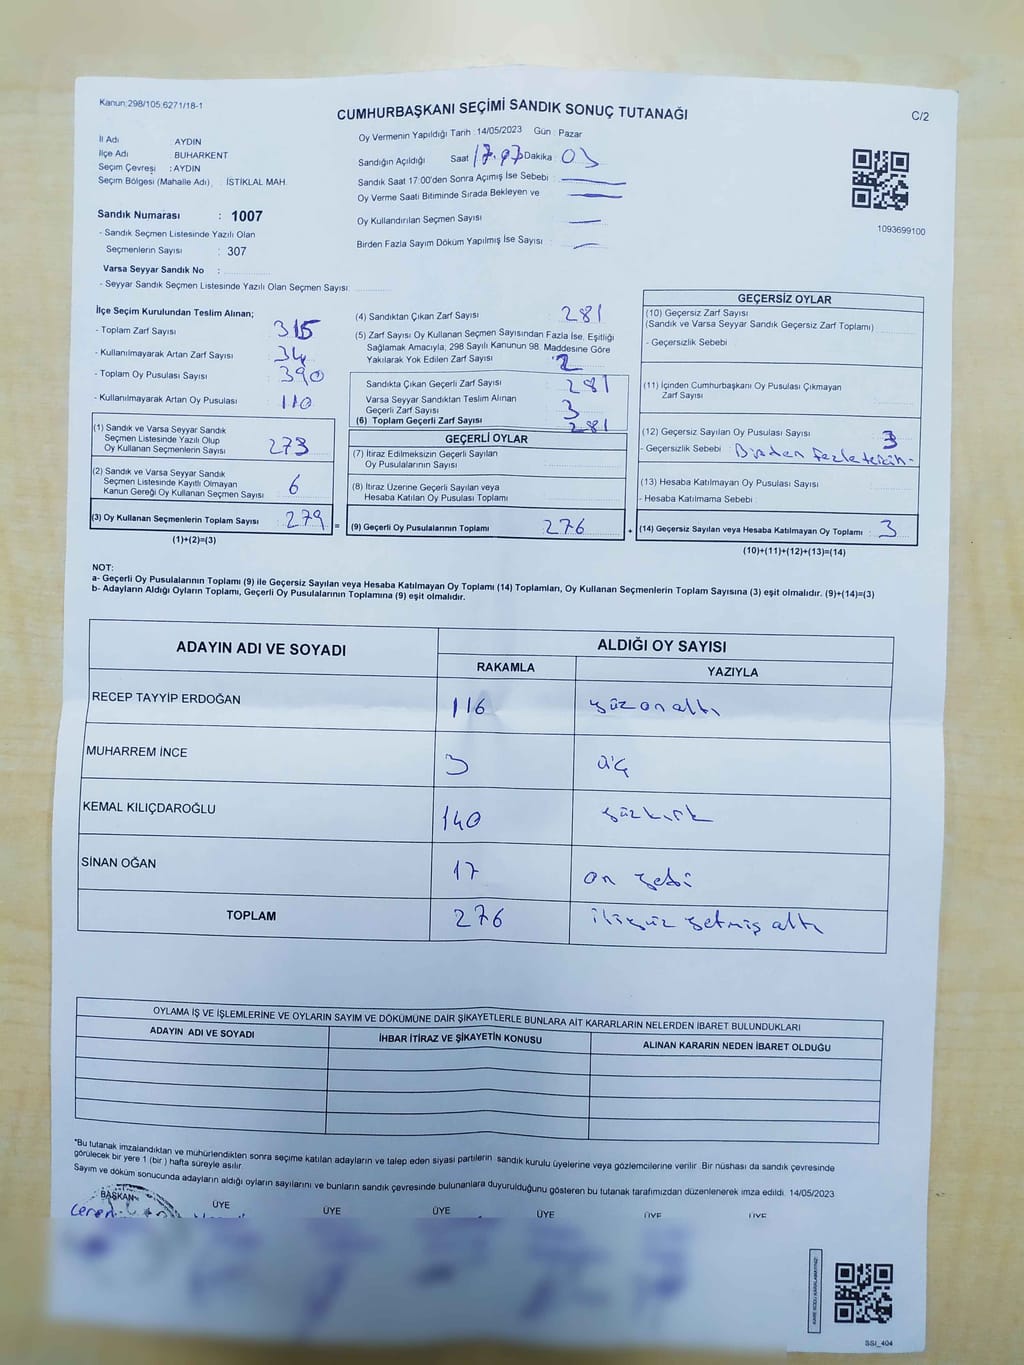 Kanun:298/105,6271/18-1
CUMHURBAŞKANI SEÇİMİ SANDIK SONUÇ TUTANAĞI
C/2
İl Adı : AYDIN
İlçe Adı : BUHARKENT
Seçim Çevresi : AYDIN
Seçim Bölgesi (Mahalle Adı), : İSTİKLAL MAH.
Oy Vermenin Yapıldığı Tarih : 14/05/2023 Gün : Pazar
Sandığın Açıldığı Saat Dakika : 03
Sandık Saat 17:00'den Sonra Açımış İse Sebebi :
Oy Verme Saati Bitiminde Sırada Bekleyen ve
Oy Kullandırılan Seçmen Sayısı
Birden Fazla Sayım Döküm Yapılmış İse Sayısı :
1093699100
Sandık Numarası : 1007
- Sandık Seçmen Listesinde Yazılı Olan
Seçmenlerin Sayısı : 307
Varsa Seyyar Sandık No :
- Seyyar Sandık Seçmen Listesinde Yazılı Olan Seçmen Sayısı:
İlçe Seçim Kurulundan Teslim Alınan;
- Toplam Zarf Sayısı 315
- Kullanılmayarak Artan Zarf Sayısı 34
- Toplam Oy Pusulası Sayısı 390
- Kullanılmayarak Artan Oy Pusulası 110
(1) Sandık ve Varsa Seyyar Sandık
Seçmen Listesinde Yazılı Olup
Oy Kullanan Seçmenlerin Sayısı 273
(2) Sandık ve Varsa Seyyar Sandık
Seçmen Listesinde Kayıtlı Olmayan
Kanun Gereği Oy Kullanan Seçmen Sayısı 6
(3) Oy Kullanan Seçmenlerin Toplam Sayısı 279 =
(1)+(2)=(3)
(4) Sandıktan Çıkan Zarf Sayısı 281
(5) Zarf Sayısı Oy Kullanan Seçmen Sayısından Fazla İse, Eşitliği
Sağlamak Amacıyla, 298 Sayılı Kanunun 98. Maddesine Göre
Yakılarak Yok Edilen Zarf Sayısı 2
Sandıkta Çıkan Geçerli Zarf Sayısı 281
Varsa Seyyar Sandıktan Teslim Alınan
Geçerli Zarf Sayısı 3
(6) Toplam Geçerli Zarf Sayısı 281
GEÇERLİ OYLAR
(7) İtiraz Edilmeksizin Geçerli Sayılan
Oy Pusulalarının Sayısı
(8) İtiraz Üzerine Geçerli Sayılan veya
Hesaba Katılan Oy Pusulası Toplamı
(9) Geçerli Oy Pusulalarının Toplamı 276 +
GEÇERSİZ OYLAR
(10) Geçersiz Zarf Sayısı
(Sandık ve Varsa Seyyar Sandık Geçersiz Zarf Toplamı)
- Geçersizlik Sebebi
(11) İçinden Cumhurbaşkanı Oy Pusulası Çıkmayan
Zarf Sayısı
(12) Geçersiz Sayılan Oy Pusulası Sayısı 3
- Geçersizlik Sebebi : Birden fazla tercih
(13) Hesaba Katılmayan Oy Pusulası Sayısı
- Hesaba Katılmama Sebebi
(14) Geçersiz Sayılan veya Hesaba Katılmayan Oy Toplamı : 3
(10)+(11)+(12)+(13)=(14)
NOT:
a- Geçerli Oy Pusulalarının Toplamı (9) ile Geçersiz Sayılan veya Hesaba Katılmayan Oy Toplamı (14) Toplamları, Oy Kullanan Seçmenlerin Toplam Sayısına (3) eşit olmalıdır. (9)+(14)=(3)
b- Adayların Aldığı Oyların Toplamı, Geçerli Oy Pusulalarının Toplamına (9) eşit olmalıdır.
ADAYIN ADI VE SOYADI
ALDIĞI OY SAYISI
RAKAMLA YAZIYLA
RECEP TAYYİP ERDOĞAN 116 yüzonaltı
MUHARREM İNCE 3 üç
KEMAL KILIÇDAROĞLU 140 yüzkırk
SİNAN OĞAN 17 on yedi
TOPLAM 276 ikiyüz yetmiş altı
OYLAMA İŞ VE İŞLEMLERİNE VE OYLARIN SAYIM VE DÖKÜMÜNE DAİR ŞİKAYETLERLE BUNLARA AİT KARARLARIN NELERDEN İBARET BULUNDUKLARI
ADAYIN ADI VE SOYADI
İHBAR İTİRAZ VE ŞİKAYETİN KONUSU
ALINAN KARARIN NEDEN İBARET OLDUĞU
*Bu tutanak imzalandıktan ve mühürlendikten sonra seçime katılan adayların ve talep eden siyasi partilerin sandık kurulu üyelerine veya gözlemcilerine verilir. Bir nüshası da sandık çevresinde
görülecek bir yere 1 (bir ) hafta süreyle asılır.
Sayım ve döküm sonucunda adayların aldığı oyların sayılarını ve bunların sandık çevresinde bulunanlara duyurulduğunu gösteren bu tutanak tarafımızdan düzenlenerek imza edildi. 14/05/2023
BAŞKAN ÜYE ÜYE ÜYE ÜYE ÜYE ÜYE
Ceren
SSI_404